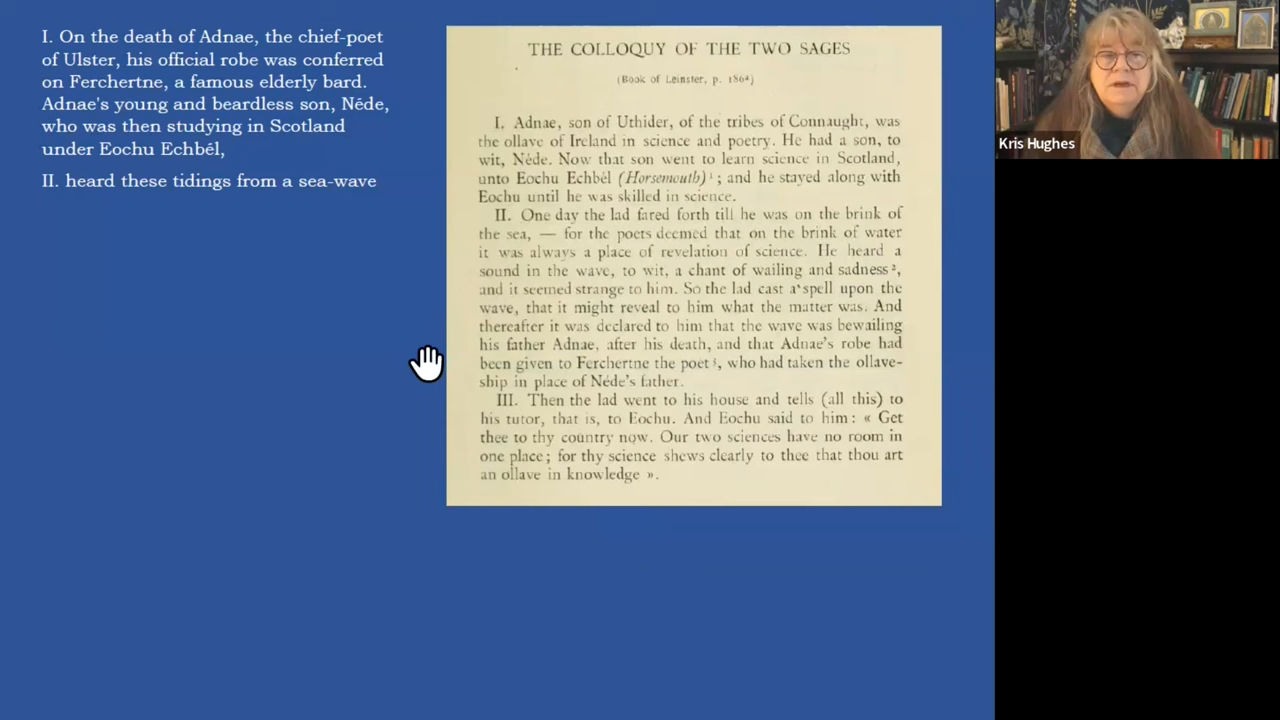 I. On the death of Adnae, the chief-poet
of Ulster, his official robe was conferred
on Ferchertne, a famous elderly bard.
Adnae's young and beardless son, Nēde,
who was then studying in Scotland
under Eochu Echbél,
II. heard these tidings from a sea-wave
THE COLLOQUY OF THE TWO SAGES
(Book of Leinster, p. 186ª)
I. Adnae, son of Uthider, of the tribes of Connaught, was
the ollave of Ireland in science and poetry. He had a son, to
wit, Néde. Now that son went to learn science in Scotland,
unto Eochu Echbél (Horsemouth) ¹ ; and he stayed along with
Eochu until he was skilled in science.
II. One day the lad fared forth till he was on the brink of
the sea, — for the poets deemed that on the brink of water
it was always a place of revelation of science. He heard a
sound in the wave, to wit, a chant of wailing and sadness ², 
and it seemed strange to him. So the lad cast a spell upon the
wave, that it might reveal to him what the matter was. And
thereafter it was declared to him that the wave was bewailing
his father Adnae, after his death, and that Adnae's robe had
been given to Ferchertne the poet ³, who had taken the ollave-
ship in place of Néde's father.
III. Then the lad went to his house and tells (all this) to
his tutor, that is, to Eochu. And Eochu said to him : « Get
thee to thy country now. Our two sciences have no room in
one place ; for thy science shews clearly to thee that thou art
an ollave in knowledge ».
Kris Hughes